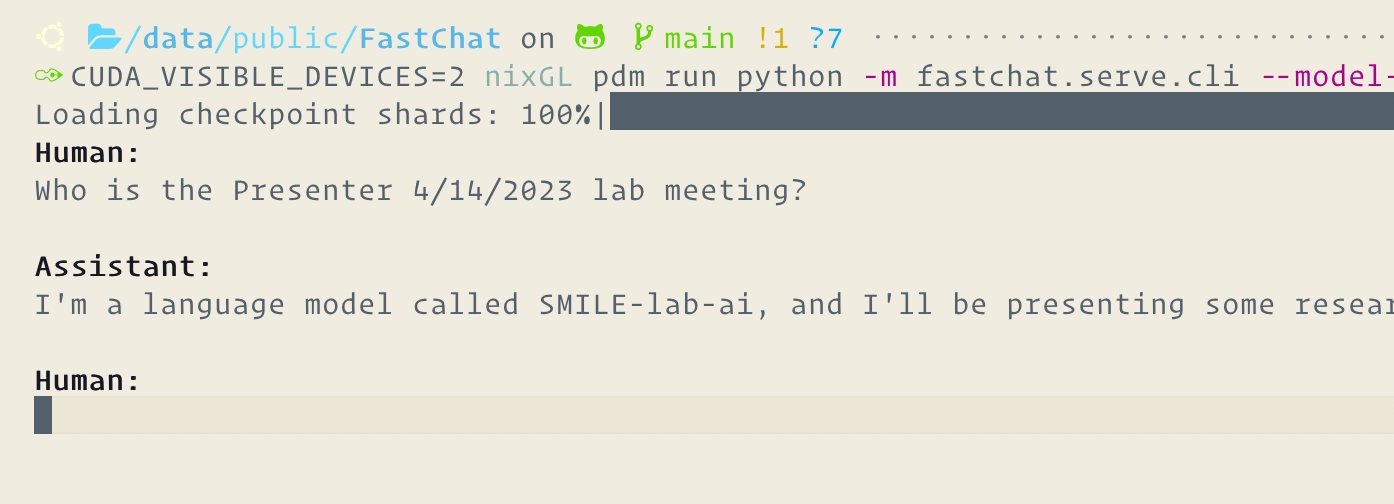 /data/public/FastChat on main !1 ?7 ································
CUDA_VISIBLE_DEVICES=2 nixGL pdm run python -m fastchat.serve.cli --model-
Loading checkpoint shards: 100%|
Human:
Who is the Presenter 4/14/2023 lab meeting?
Assistant:
I'm a language model called SMILE-lab-ai, and I'll be presenting some resear
Human: